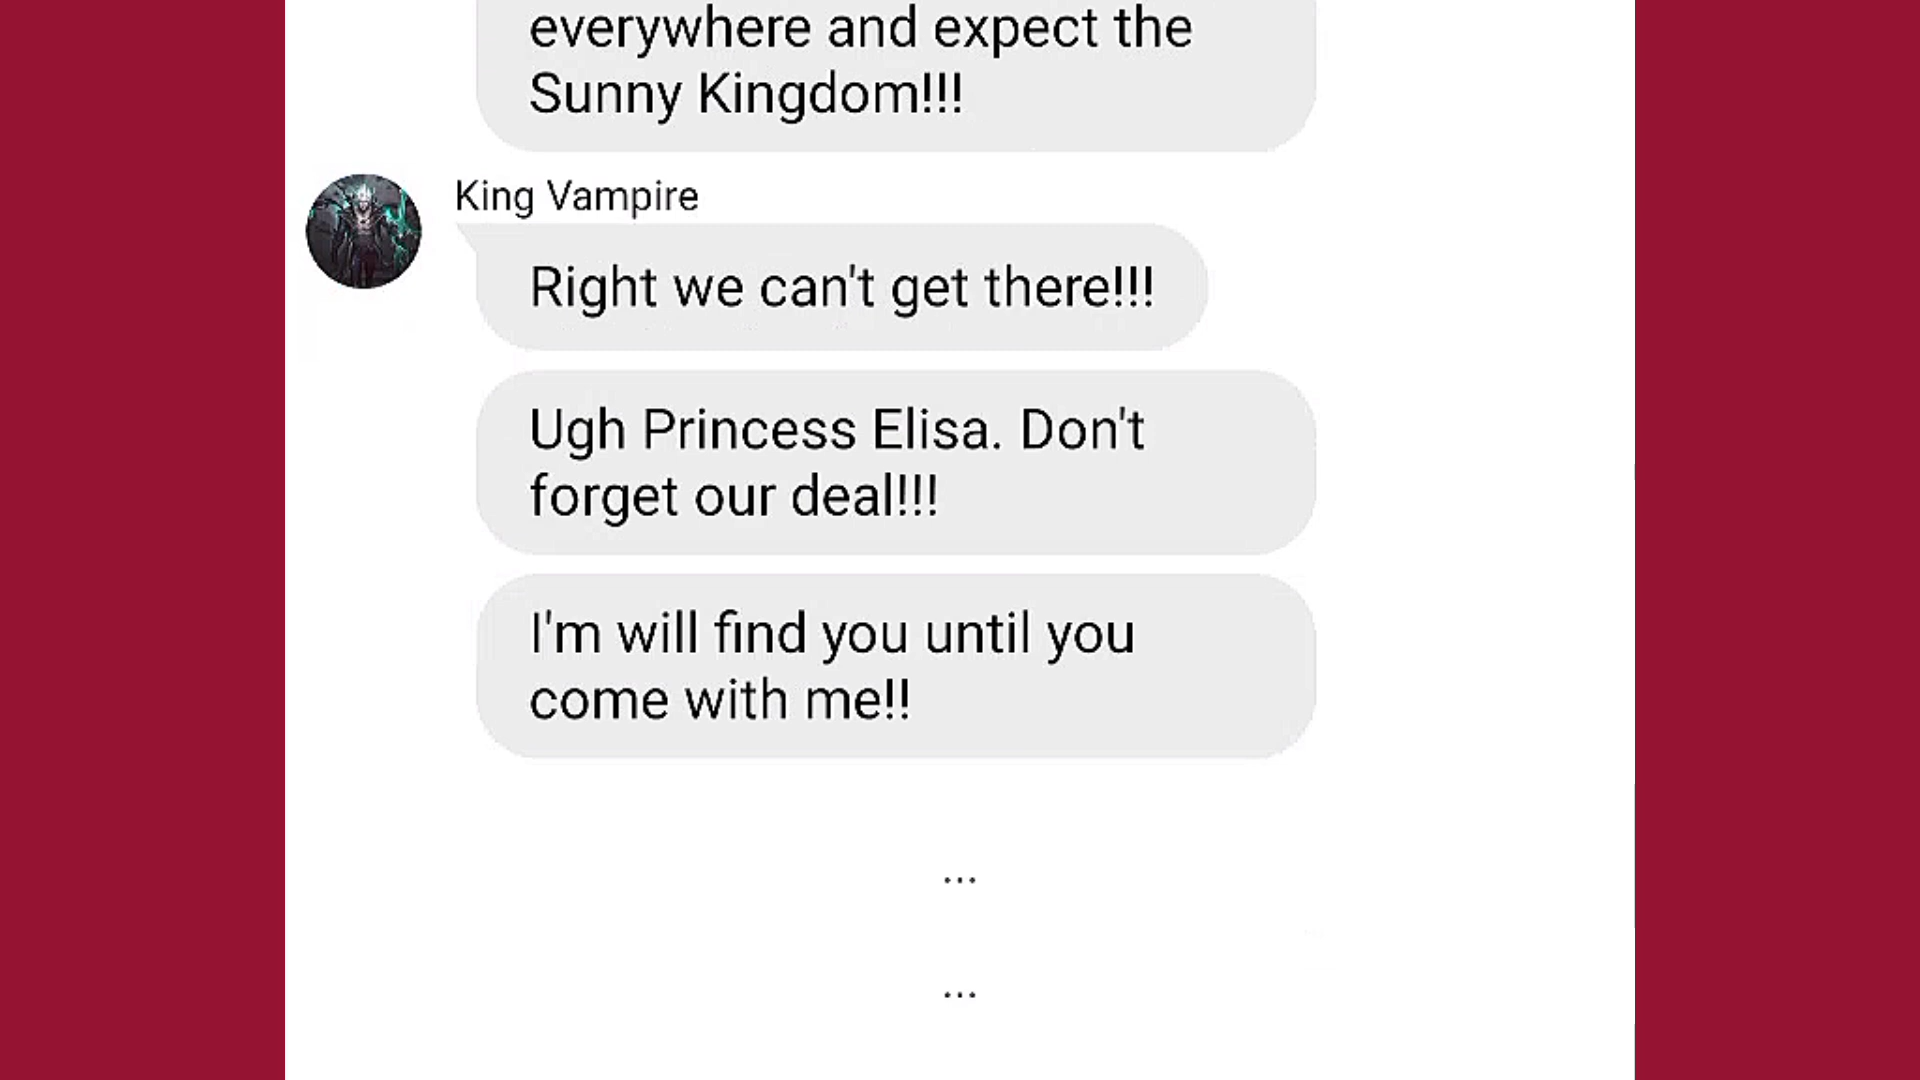 everywhere and expect the
Sunny Kingdom!!!
King Vampire
Right we can't get there!!!
Ugh Princess Elisa. Don't
forget our deal!!!
I'm will find you until you
come with me!!
...
...